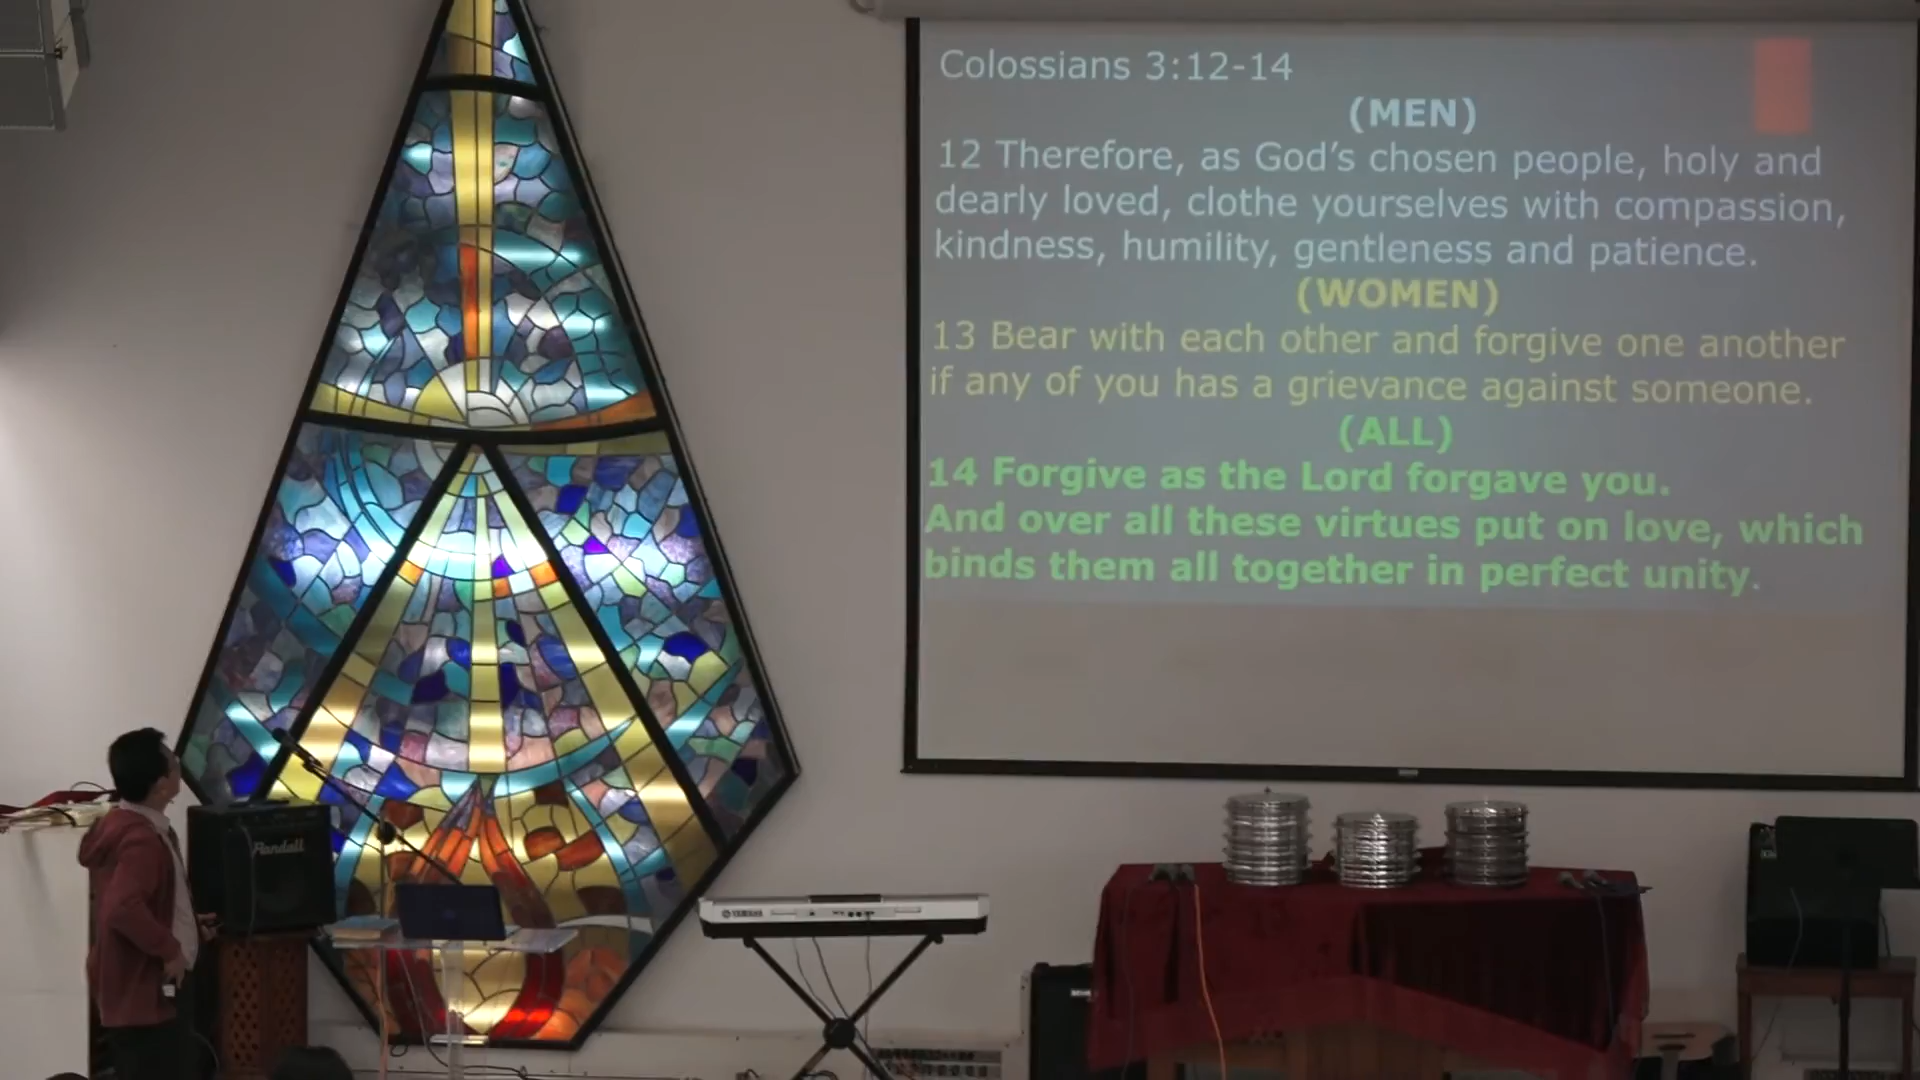 Colossians 3:12-14
(MEN)
12 Therefore, as God’s chosen people, holy and
dearly loved, clothe yourselves with compassion,
kindness, humility, gentleness and patience.
(WOMEN)
13 Bear with each other and forgive one another
if any of you has a grievance against someone.
(ALL)
14 Forgive as the Lord forgave you.
And over all these virtues put on love, which
binds them all together in perfect unity.
Randall
YAMAHA